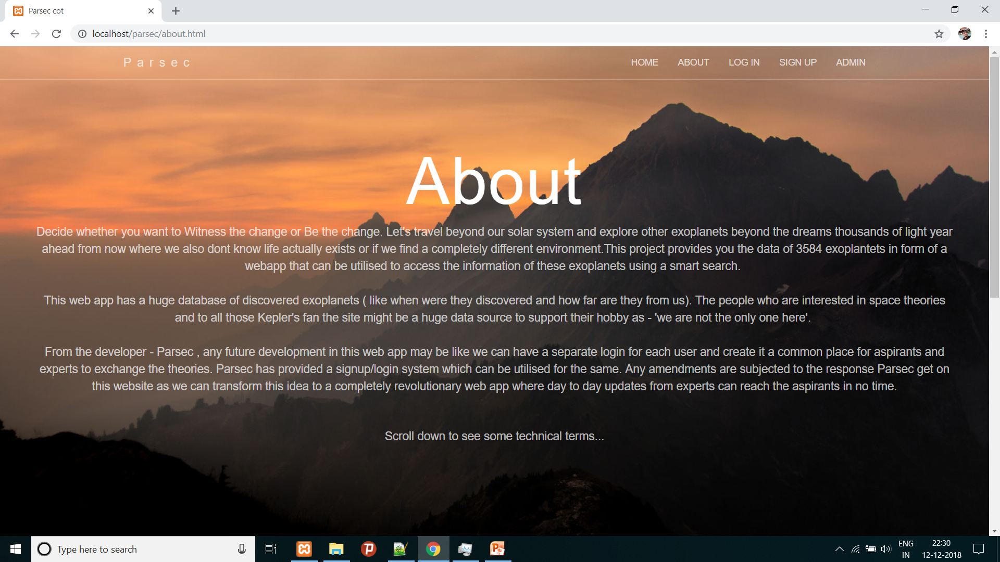 Parsec cot
localhost/parsec/about.html
Parsec
HOME ABOUT LOG IN SIGN UP ADMIN
About
Decide whether you want to Witness the change or Be the change. Let's travel beyond our solar system and explore other exoplanets beyond the dreams thousands of light year
ahead from now where we also dont know life actually exists or if we find a completely different environment.This project provides you the data of 3584 exoplantets in form of a
webapp that can be utilised to access the information of these exoplanets using a smart search.
This web app has a huge database of discovered exoplanets ( like when were they discovered and how far are they from us). The people who are interested in space theories
and to all those Kepler's fan the site might be a huge data source to support their hobby as - 'we are not the only one here'.
From the developer - Parsec , any future development in this web app may be like we can have a separate login for each user and create it a common place for aspirants and
experts to exchange the theories. Parsec has provided a signup/login system which can be utilised for the same. Any amendments are subjected to the response Parsec get on
this website as we can transform this idea to a completely revolutionary web app where day to day updates from experts can reach the aspirants in no time.
Scroll down to see some technical terms...
Type here to search
ENG
IN
22:30
12-12-2018